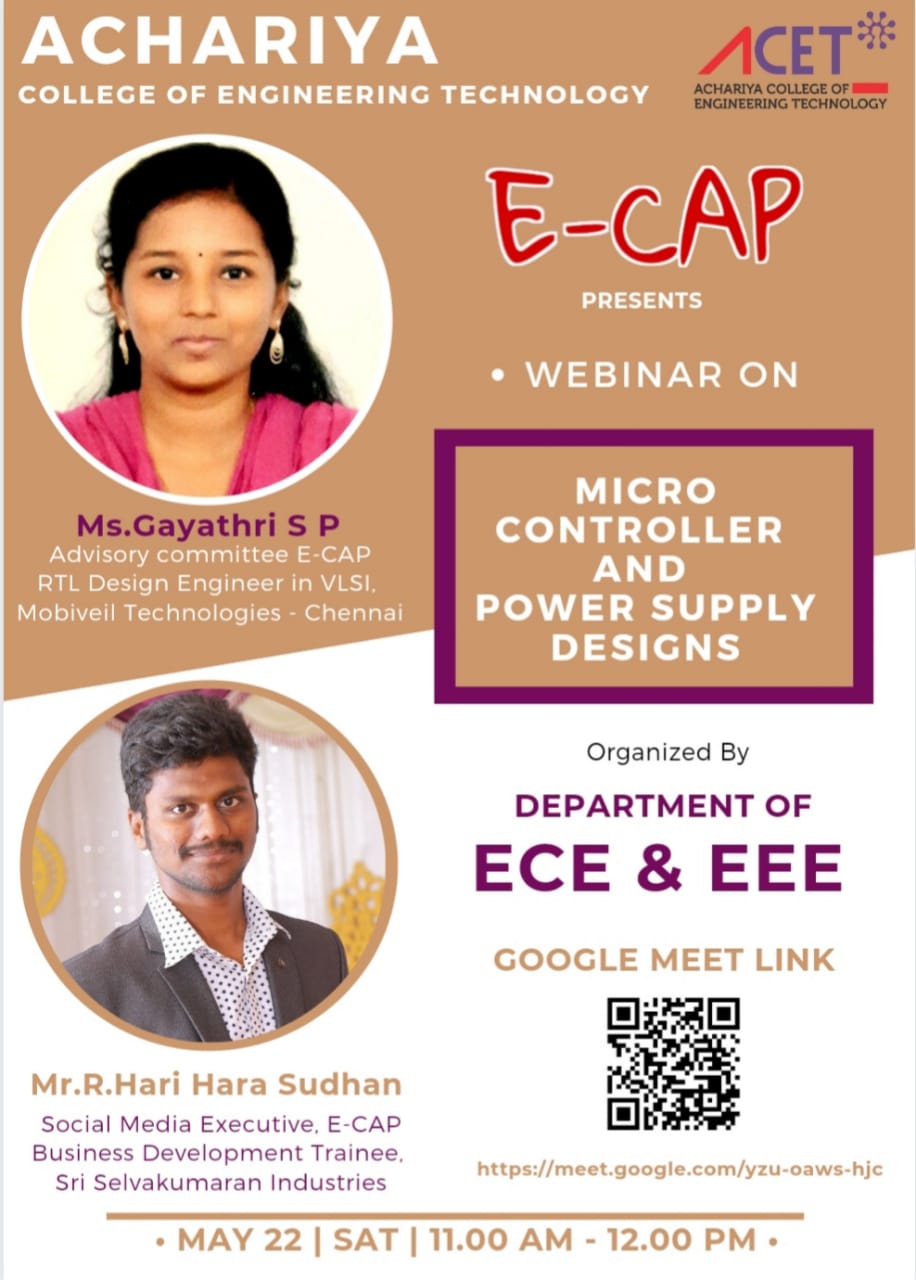 ACHARIYA
COLLEGE OF ENGINEERING TECHNOLOGY
ACET
ACHARIYA COLLEGE OF
ENGINEERING TECHNOLOGY
E-CAP
PRESENTS
• WEBINAR ON
MICRO
CONTROLLER
AND
POWER SUPPLY
DESIGNS
Ms.Gayathri S P
Advisory committee E-CAP
RTL Design Engineer in VLSI,
Mobiveil Technologies - Chennai
Organized By
DEPARTMENT OF
ECE & EEE
GOOGLE MEET LINK
https://meet.google.com/yzu-oaws-hjc
Mr.R.Hari Hara Sudhan
Social Media Executive, E-CAP
Business Development Trainee,
Sri Selvakumaran Industries
• MAY 22 | SAT | 11.00 AM - 12.00 PM •